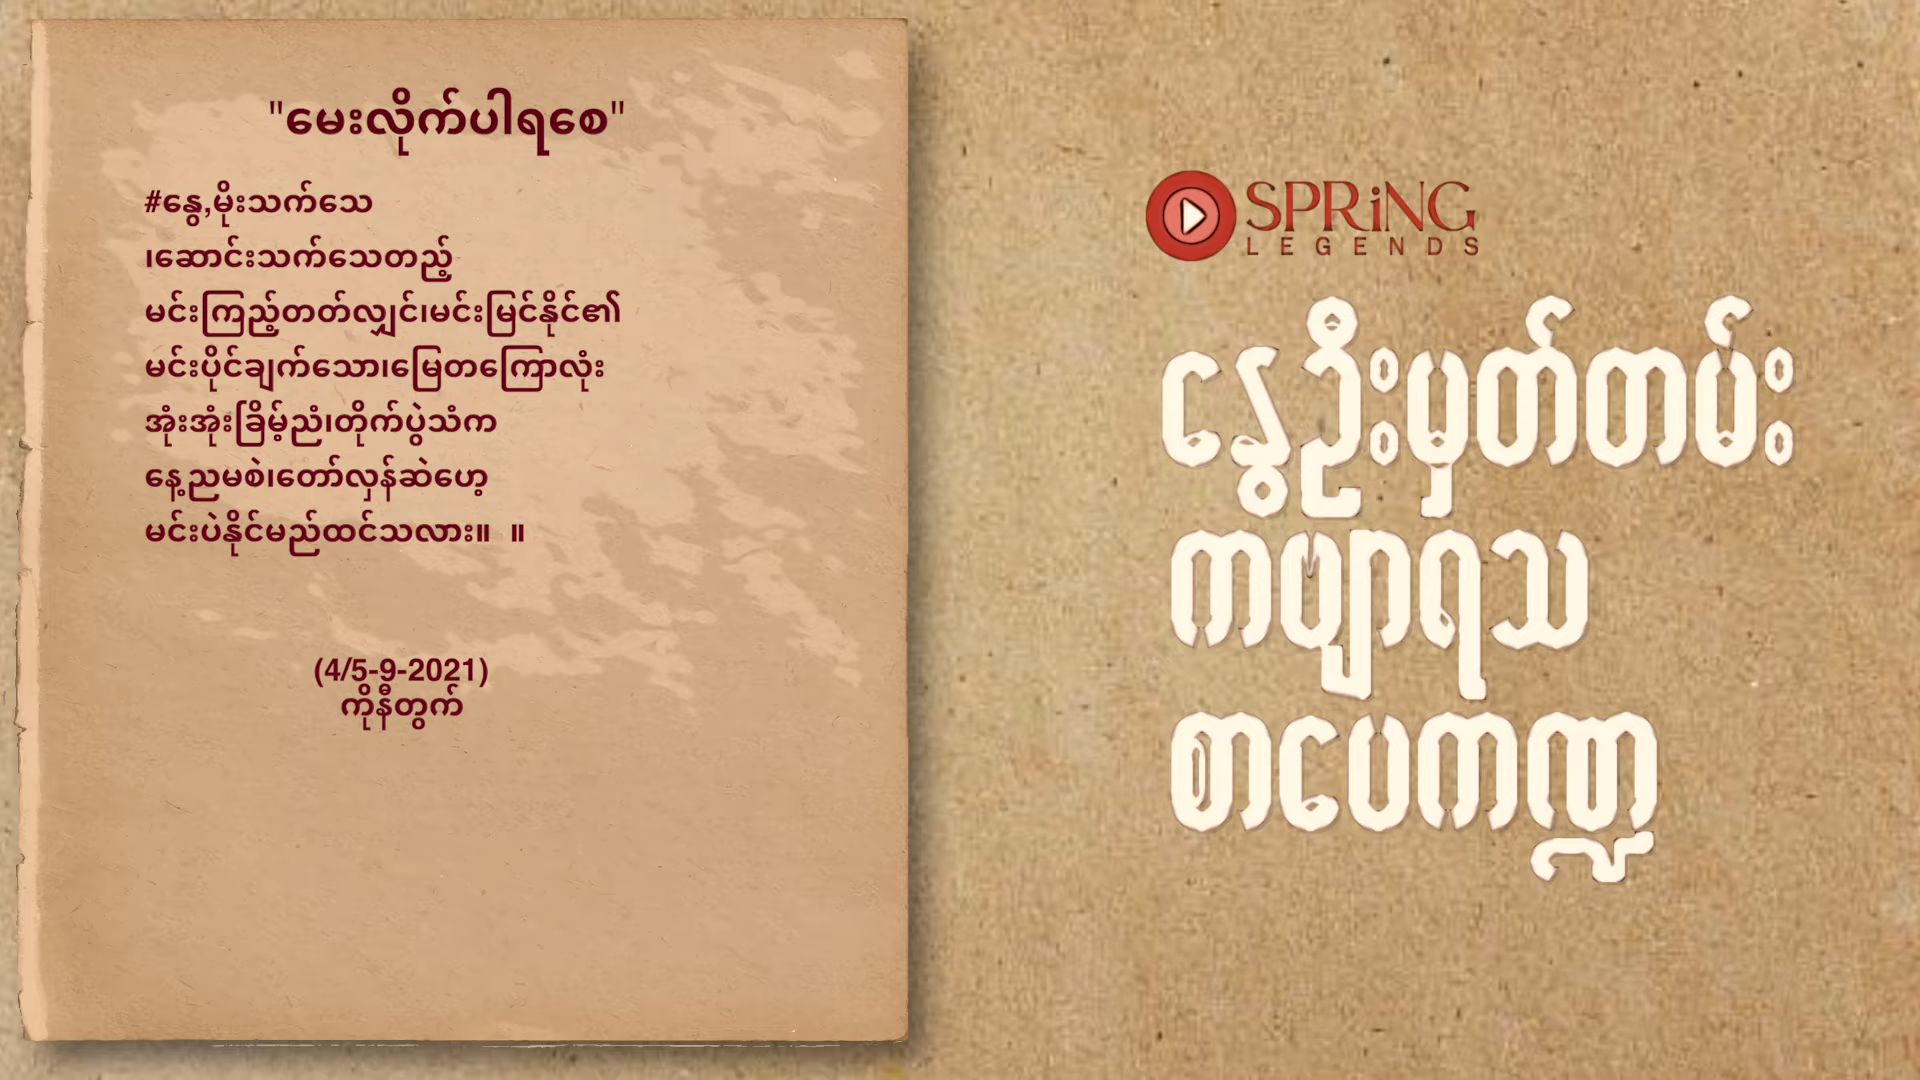 "မေးလိုက်ပါရစေ"
#နွေ,မိုးသက်သေ
၊ဆောင်းသက်သေတည့်
မင်းကြည့်တတ်လျှင်၊မင်းမြင်နိုင်၏
မင်းပိုင်ချက်သော၊မြေတကြောလုံး
အုံးအုံးခြိမ့်ညံ၊တိုက်ပွဲသံက
နေ့ညမစဲ၊တော်လှန်ဆဲဟေ့
မင်းပဲနိုင်မည်ထင်သလား။ ။
(4/5-9-2021)
ကိုနီတွက်
SPRiNG
LEGENDS
နွေဦးမှတ်တမ်း
ကဗျာရသ
စာပေကဏ္ဍ